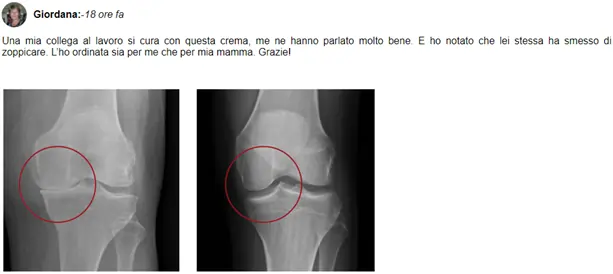 Giordana:-18 ore fa
Una mia collega al lavoro si cura con questa crema, me ne hanno parlato molto bene. E ho notato che lei stessa ha smesso di
zoppicare. L'ho ordinata sia per me che per mia mamma. Grazie!